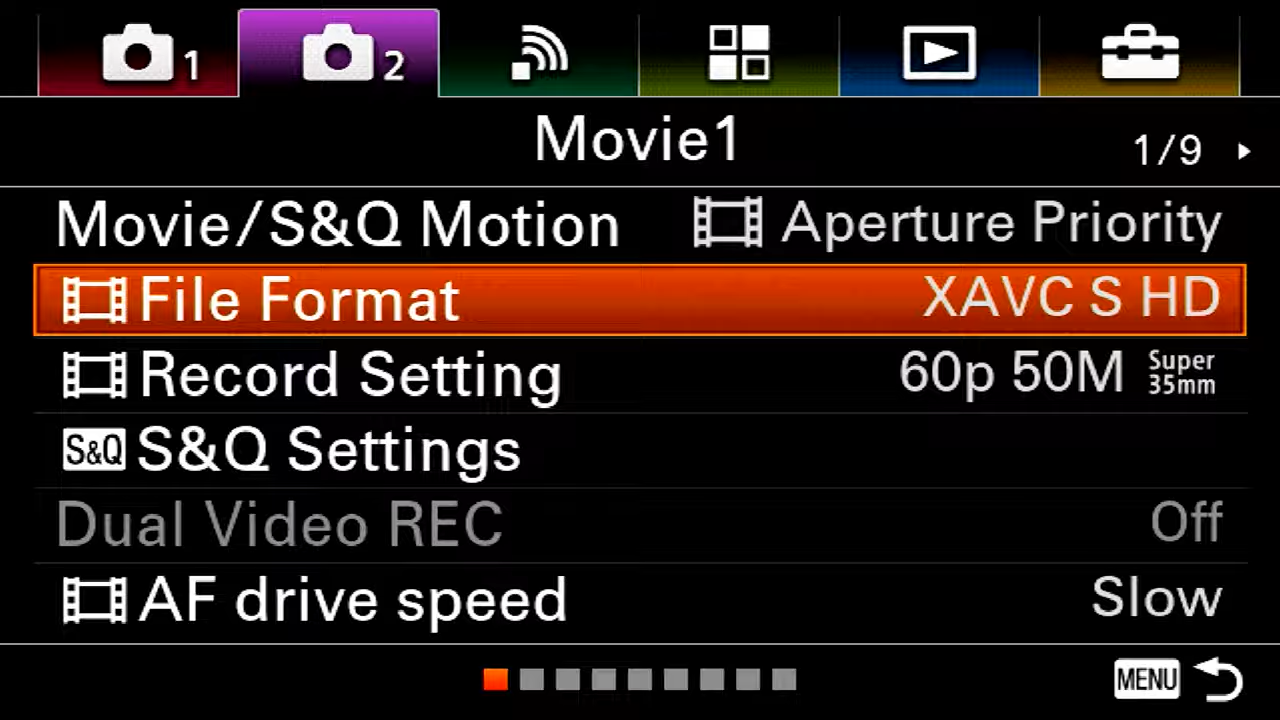 1 2
Movie1 1/9
Movie/S&Q Motion Aperture Priority
File Format XAVC S HD
Record Setting 60p 50M Super 35mm
S&Q S&Q Settings
Dual Video REC Off
AF drive speed Slow
MENU